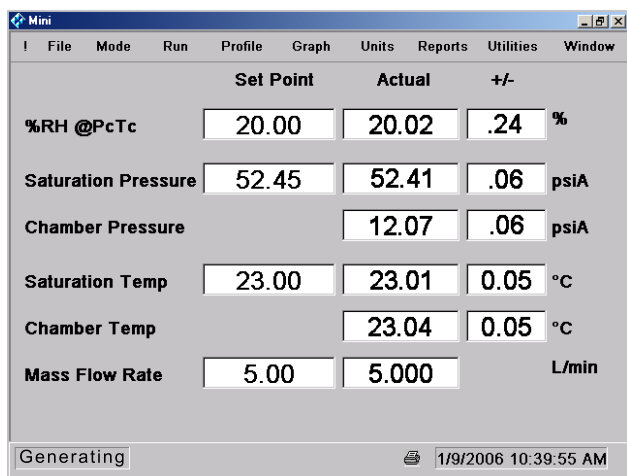 Mini
! File Mode Run Profile Graph Units Reports Utilities Window
Set Point Actual +/-
%RH @PcTc 20.00 20.02 .24 %
Saturation Pressure 52.45 52.41 .06 psiA
Chamber Pressure 12.07 .06 psiA
Saturation Temp 23.00 23.01 0.05 °C
Chamber Temp 23.04 0.05 °C
Mass Flow Rate 5.00 5.000 L/min
Generating 1/9/2006 10:39:55 AM